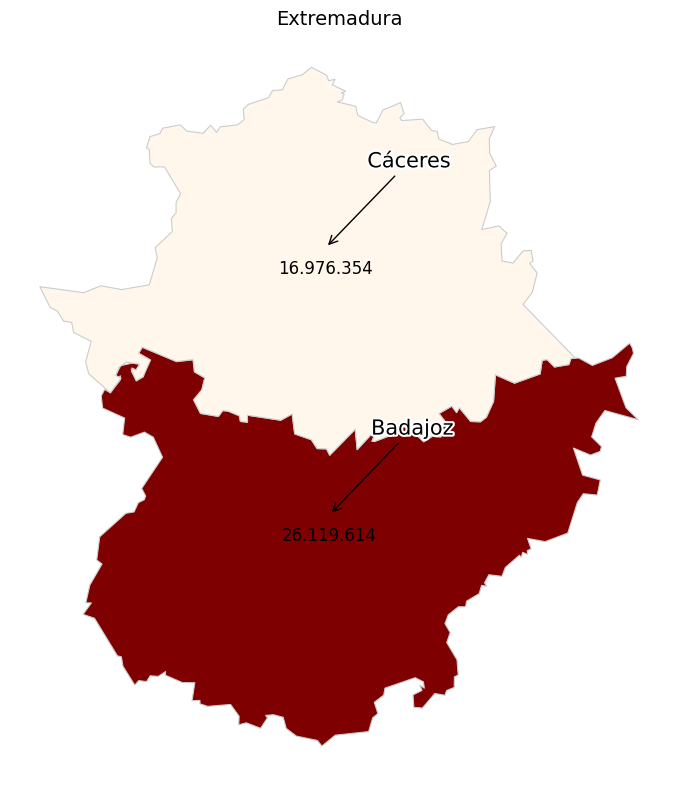 Extremadura
Cáceres
16.976.354
Badajoz
26.119.614